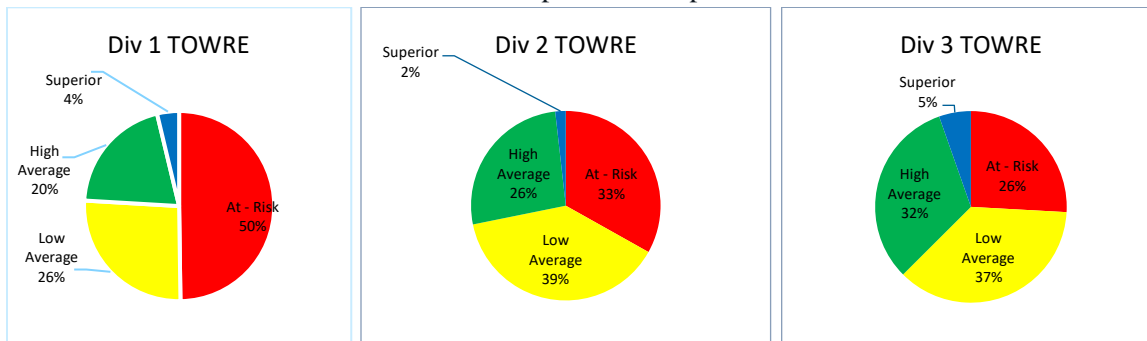 Div 1 TOWRE
Superior
4%
High
Average
20%
Low
Average
26%
At - Risk
50%
Div 2 TOWRE
Superior
2%
High
Average
26%
At - Risk
33%
Low
Average
39%
Div 3 TOWRE
Superior
5%
High
Average
32%
At - Risk
26%
Low
Average
37%